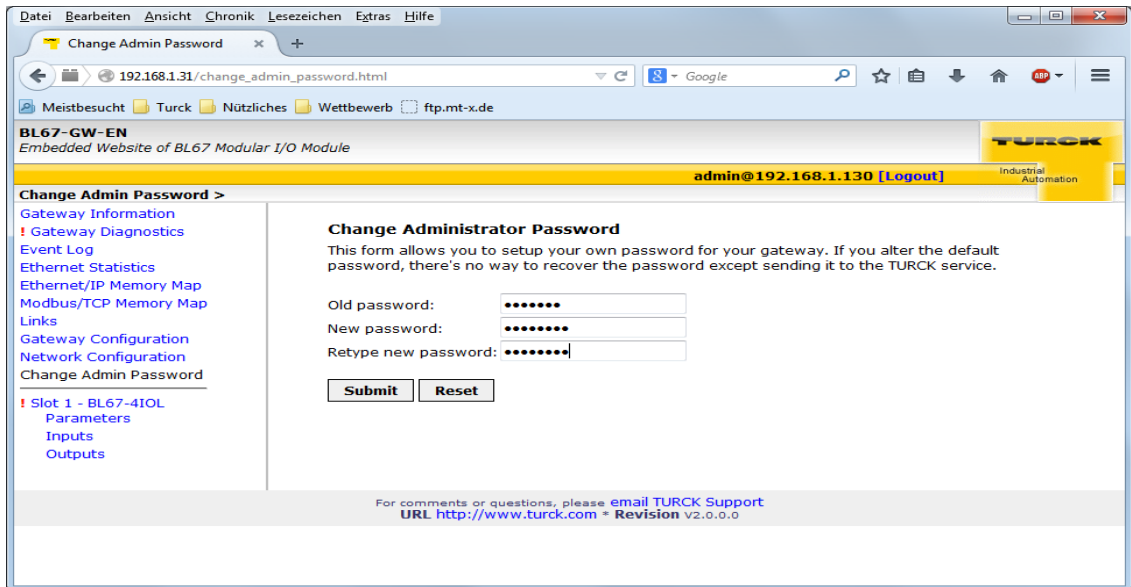 Datei Bearbeiten Ansicht Chronik Lesezeichen Extras Hilfe
Change Admin Password × +
192.168.1.31/change_admin_password.html
8 Google
ABP
Meistbesucht Turck Nützliches Wettbewerb ftp.mt-x.de
BL67-GW-EN
Embedded Website of BL67 Modular I/O Module
TURCK
Industrial
Automation
admin@192.168.1.130 [Logout]
Change Admin Password >
Gateway Information
! Gateway Diagnostics
Event Log
Ethernet Statistics
Ethernet/IP Memory Map
Modbus/TCP Memory Map
Links
Gateway Configuration
Network Configuration
Change Admin Password
! Slot 1 - BL67-4IOL
Parameters
Inputs
Outputs
Change Administrator Password
This form allows you to setup your own password for your gateway. If you alter the default
password, there's no way to recover the password except sending it to the TURCK service.
Old password: •••••••
New password: ••••••••
Retype new password: ••••••••
Submit Reset
For comments or questions, please email TURCK Support
URL http://www.turck.com * Revision V2.0.0.0